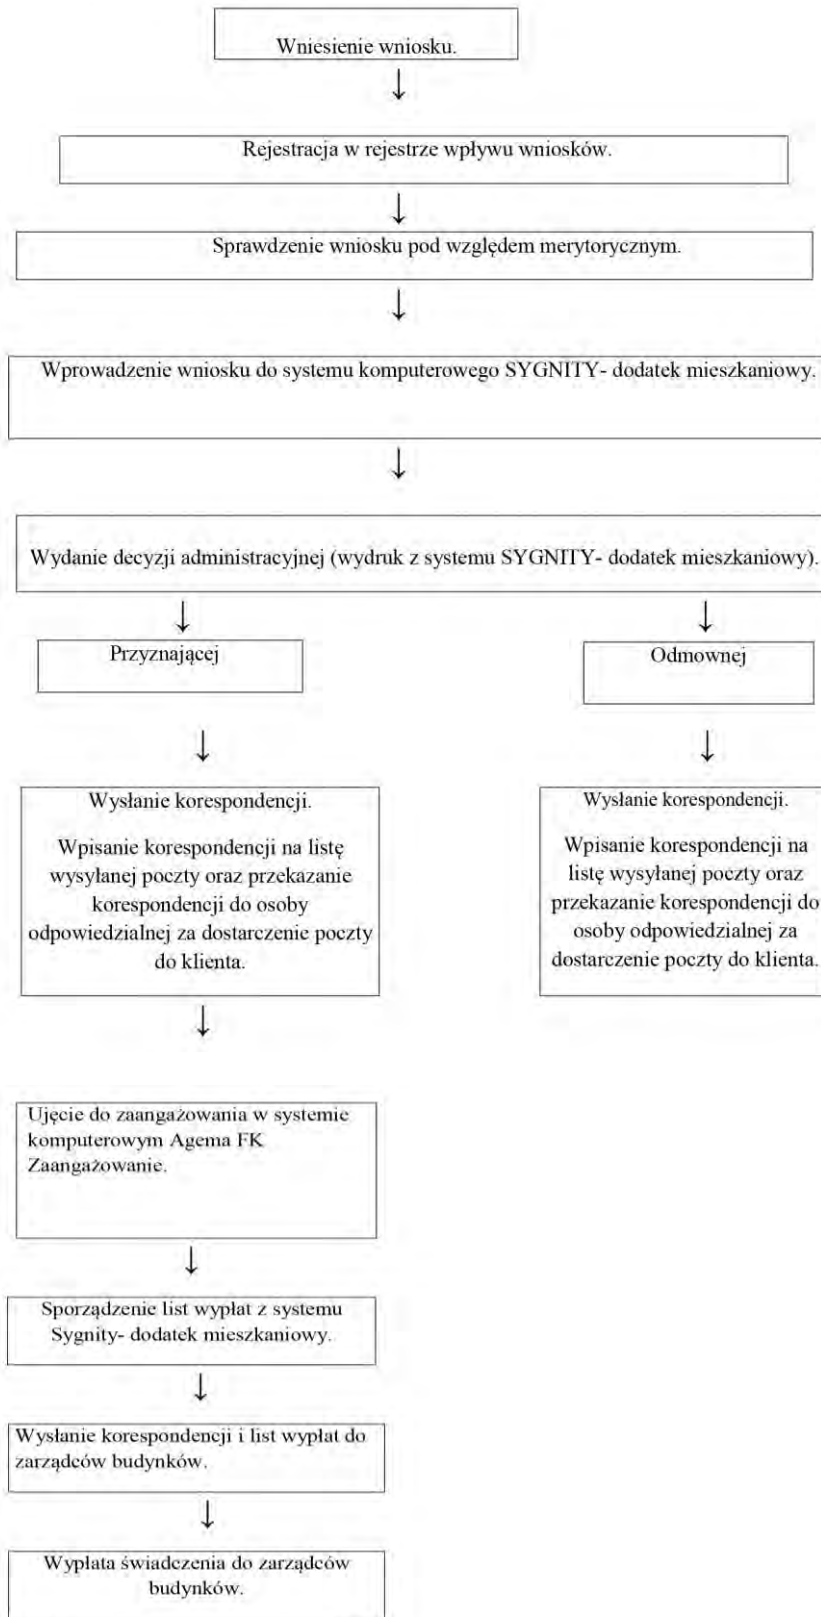 Wniesienie wniosku.
Rejestracja w rejestrze wpływu wniosków.
Sprawdzenie wniosku pod względem merytorycznym.
Wprowadzenie wniosku do systemu komputerowego SYGNITY- dodatek mieszkaniowy.
Wydanie decyzji administracyjnej (wydruk z systemu SYGNITY- dodatek mieszkaniowy).
Przyznającej
Odmownej
Wysłanie korespondencji.
Wpisanie korespondencji na listę
wysyłanej poczty oraz przekazanie
korespondencji do osoby
odpowiedzialnej za dostarczenie poczty
do klienta.
Wysłanie korespondencji.
Wpisanie korespondencji na
listę wysyłanej poczty oraz
przekazanie korespondencji do
osoby odpowiedzialnej za
dostarczenie poczty do klienta.
Ujęcie do zaangażowania w systemie
komputerowym Agema FK
Zaangażowanie.
Sporządzenie list wypłat z systemu
Sygnity- dodatek mieszkaniowy.
Wysłanie korespondencji i list wypłat do
zarządców budynków.
Wypłata świadczenia do zarządców
budynków.